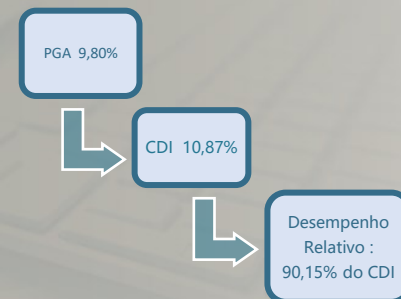 PGA 9,80%
CDI 10,87%
Desempenho
Relativo :
90,15% do CDI